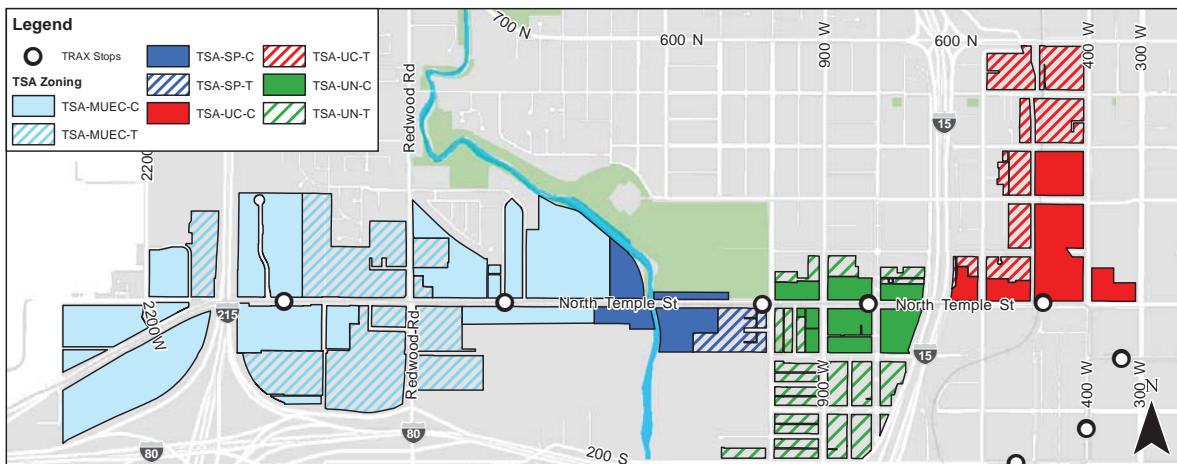 Legend
TRAX Stops
TSA Zoning
TSA-MUEC-C
TSA-MUEC-T
TSA-SP-C
TSA-SP-T
TSA-UC-C
TSA-UC-T
TSA-UN-C
TSA-UN-T
700 N
600 N
600 N
Redwood Rd
900 W
400 W
300 W
2200
15
North Temple St
North Temple St
2200 W
215
Redwood Rd
15
900 W
400 W
300 W
80
80
200 S
N